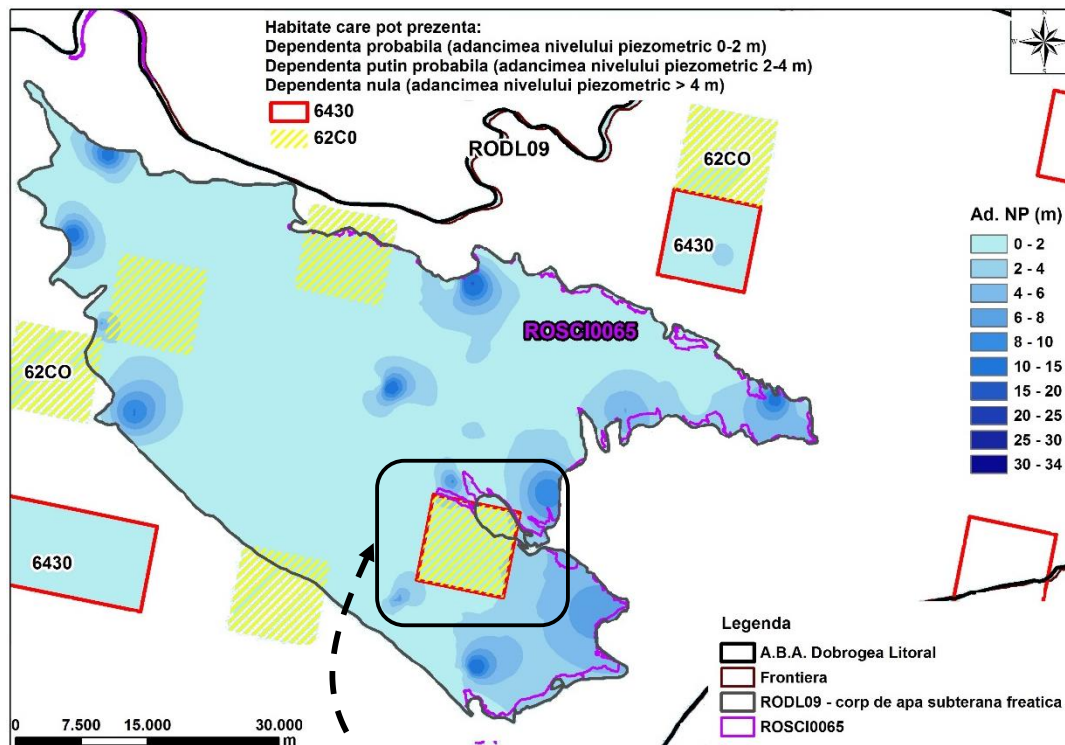 Habitate care pot prezenta:
Dependenta probabila (adancimea nivelului piezometric 0-2 m)
Dependenta putin probabila (adancimea nivelului piezometric 2-4 m)
Dependenta nula (adancimea nivelului piezometric > 4 m)
6430
62C0
N
W
E
S
RODL09
62CO
6430
Ad. NP (m)
0 - 2
2 - 4
4 - 6
6 - 8
8 - 10
10 - 15
15 - 20
20 - 25
25 - 30
30 - 34
ROSCI0065
62CO
6430
Legenda
A.B.A. Dobrogea Litoral
Frontiera
RODL09 - corp de apa subterana freatica
ROSCI0065
0 7.500 15.000 30.000
m